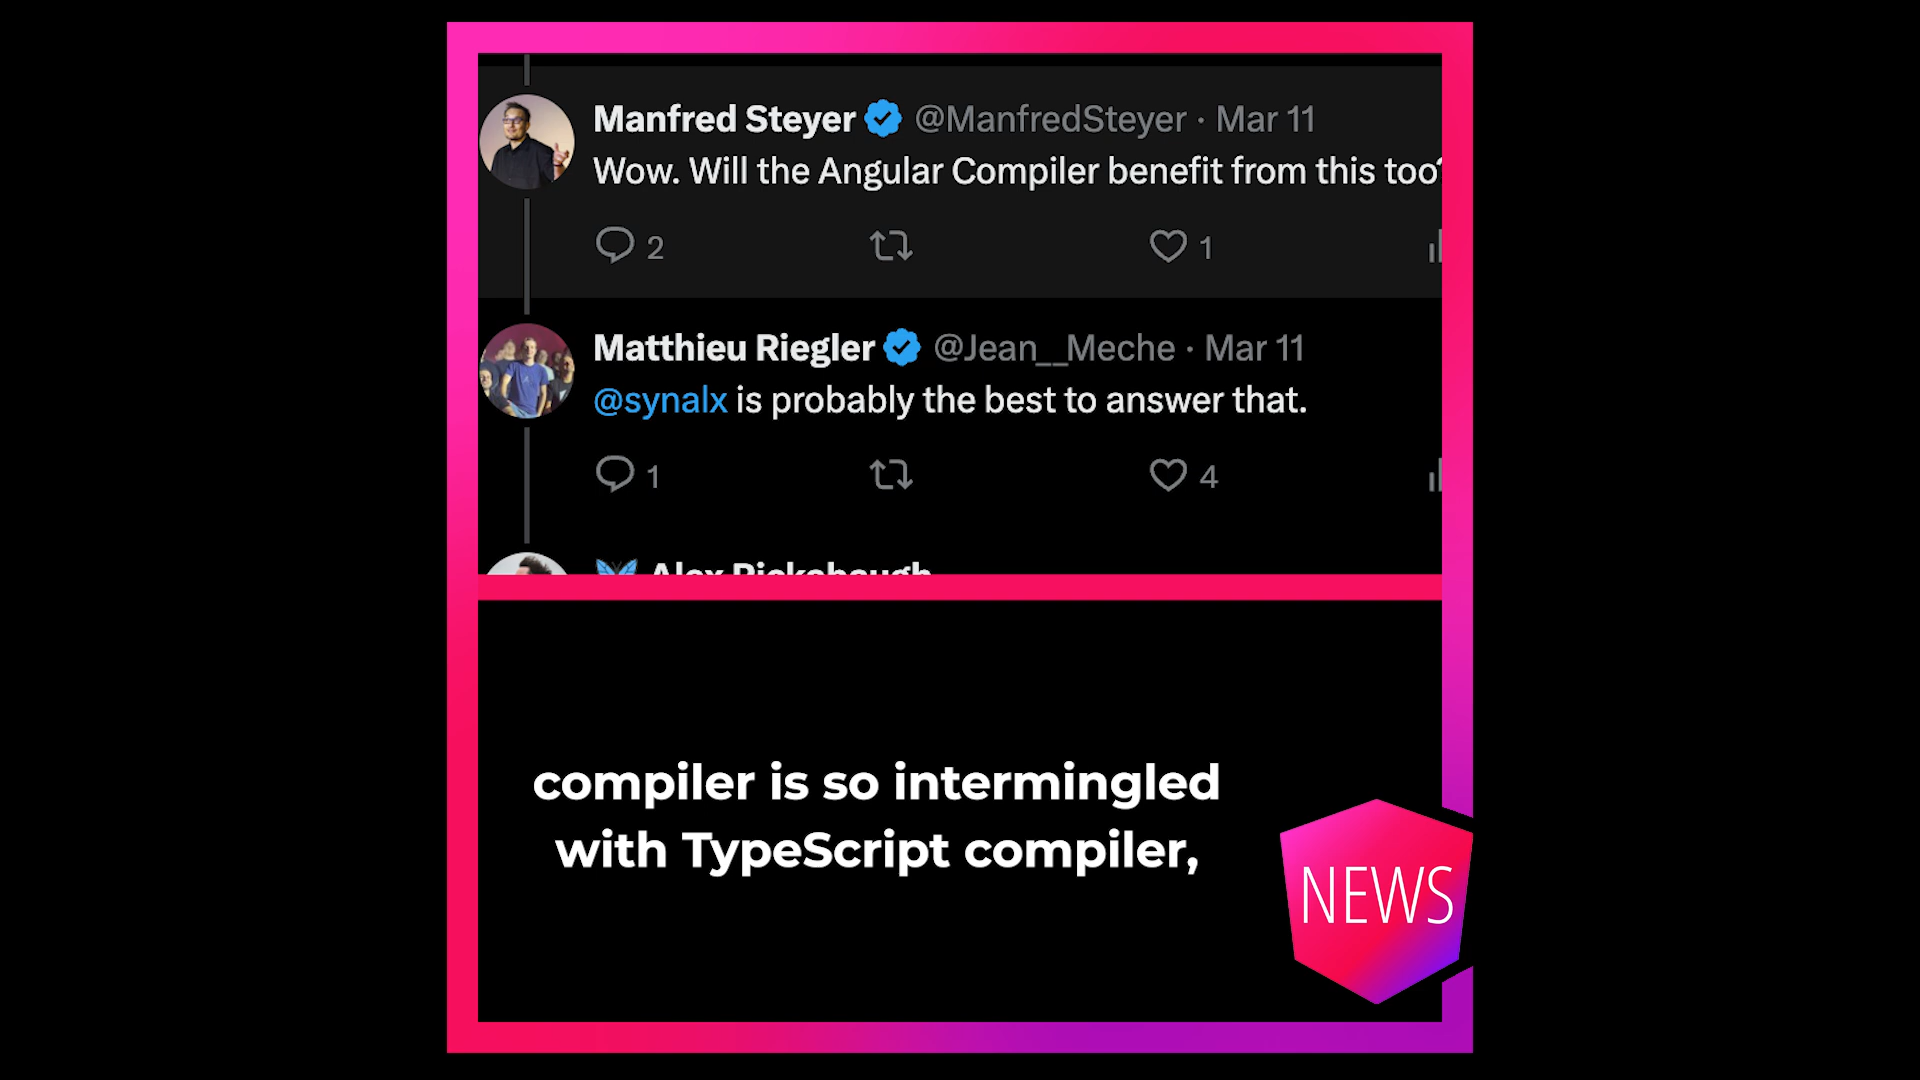 Manfred Steyer @ManfredSteyer · Mar 11
Wow. Will the Angular Compiler benefit from this too?
2 1
Matthieu Riegler @Jean__Meche · Mar 11
@synalx is probably the best to answer that.
1 4
Alex Rickabaugh
compiler is so intermingled
with TypeScript compiler,
NEWS